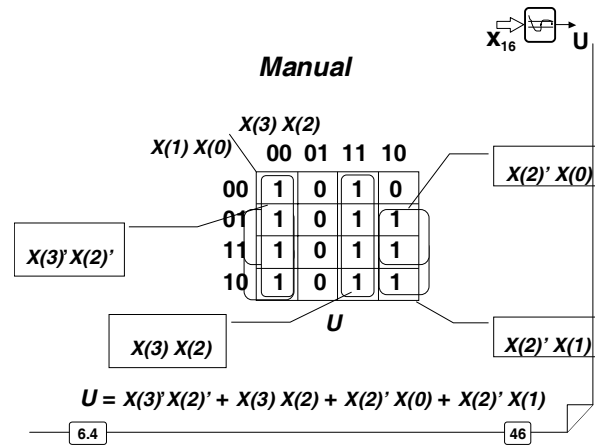 X16 U
Manual
X(3) X(2)
X(1) X(0) 00 01 11 10
00 1 0 1 0
01 1 0 1 1
11 1 0 1 1
10 1 0 1 1
U
X(2)' X(0)
X(3)' X(2)'
X(3) X(2)
X(2)' X(1)
U = X(3)' X(2)' + X(3) X(2) + X(2)' X(0) + X(2)' X(1)
6.4 46